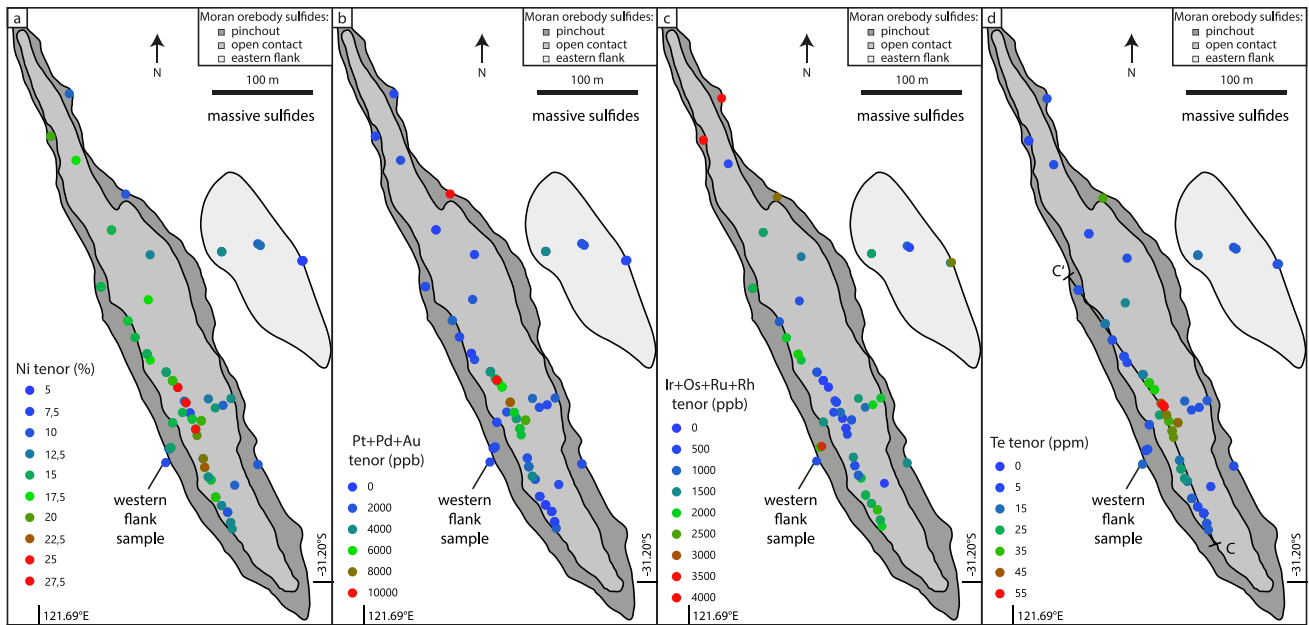 a
Moran orebody sulfides:
pinchout
open contact
eastern flank
N
100 m
massive sulfides
Ni tenor (%)
5
7,5
10
12,5
15
17,5
20
22,5
25
27,5
western
flank
sample
121.69°E
-31.20°S
b
Moran orebody sulfides:
pinchout
open contact
eastern flank
N
100 m
massive sulfides
Pt+Pd+Au
tenor (ppb)
0
2000
4000
6000
8000
10000
western
flank
sample
121.69°E
c
Moran orebody sulfides:
pinchout
open contact
eastern flank
N
100 m
massive sulfides
Ir+Os+Ru+Rh
tenor (ppb)
0
500
1000
1500
2000
2500
3000
3500
4000
western
flank
sample
-31.20°S
d
Moran orebody sulfides:
pinchout
open contact
eastern flank
N
100 m
massive sulfides
C'
Te tenor (ppm)
0
5
15
25
35
45
55
western
flank
sample
C
121.69°E
-31.20°S